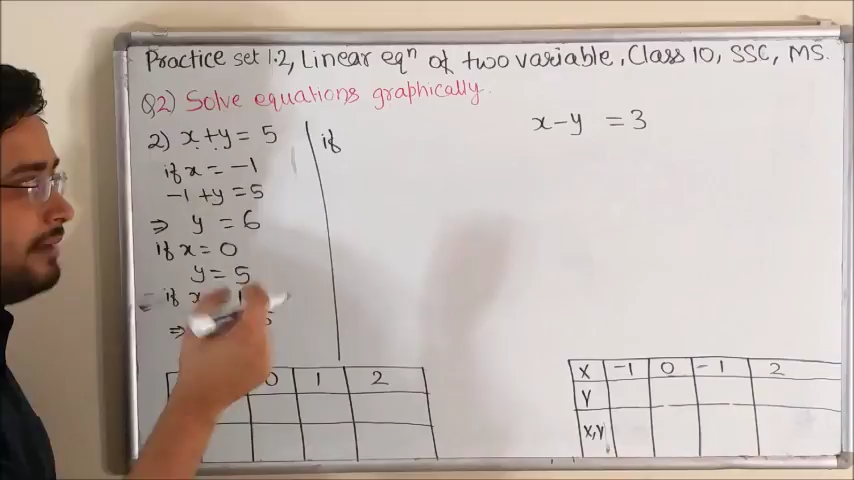 Practice set 1.2, Linear eqⁿ of two variable, Class 10, SSC, MS.
Q2) Solve equations graphically.
2) x + y = 5
if x = -1
-1 + y = 5
⇒ y = 6
if x = 0
y = 5
if x
⇒
if
x - y = 3
0 1 2
X -1 0 -1 2
Y
X,Y